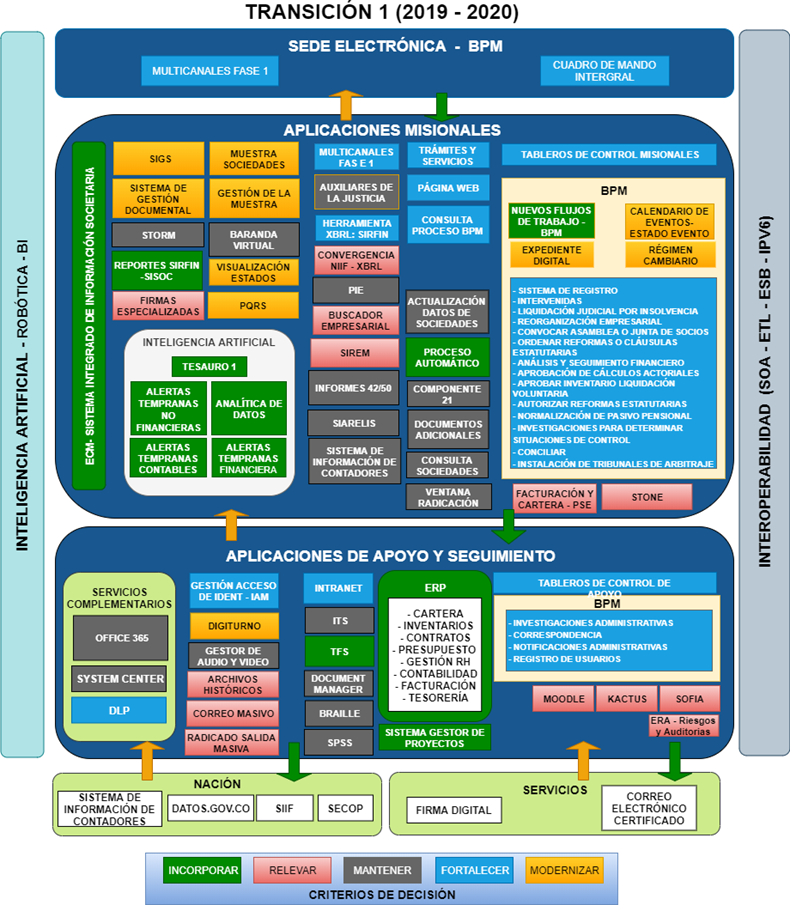 TRANSICIÓN 1 (2019 - 2020)
INTELIGENCIA ARTIFICIAL - ROBÓTICA - BI
SEDE ELECTRÓNICA - BPM
MULTICANALES FASE 1
CUADRO DE MANDO
INTERGRAL
APLICACIONES MISIONALES
ECM- SISTEMA INTEGRADO DE INFORMACIÓN SOCIETARIA
SIGS
MUESTRA
SOCIEDADES
SISTEMA DE
GESTIÓN
DOCUMENTAL
GESTIÓN DE LA
MUESTRA
STORM
BARANDA
VIRTUAL
REPORTES SIRFIN
-SISOC
VISUALIZACIÓN
ESTADOS
FIRMAS
ESPECIALIZADAS
PQRS
INTELIGENCIA ARTIFICIAL
TESAURO 1
ALERTAS
TEMPRANAS
NO
FINANCIERAS
ANALÍTICA DE
DATOS
ALERTAS
TEMPRANAS
CONTABLES
ALERTAS
TEMPRANAS
FINANCIERA
MULTICANALES
FAS E 1
AUXILIARES DE
LA JUSTICIA
HERRAMIENTA
XBRL: SIRFIN
CONVERGENCIA
NIIF - XBRL
PIE
BUSCADOR
EMPRESARIAL
SIREM
INFORMES 42/50
SIARELIS
SISTEMA DE
INFORMACIÓN DE
CONTADORES
TRÁMITES Y
SERVICIOS
PÁGINA WEB
CONSULTA
PROCESO BPM
ACTUALIZACIÓN
DATOS DE
SOCIEDADES
PROCESO
AUTOMÁTICO
COMPONENTE
21
DOCUMENTOS
ADICIONALES
CONSULTA
SOCIEDADES
VENTANA
RADICACIÓN
TABLEROS DE CONTROL MISIONALES
BPM
NUEVOS FLUJOS
DE TRABAJO -
BPM
CALENDARIO DE
EVENTOS-
ESTADO EVENTO
EXPEDIENTE
DIGITAL
RÉGIMEN
CAMBIARIO
- SISTEMA DE REGISTRO
- INTERVENIDAS
- LIQUIDACIÓN JUDICIAL POR INSOLVENCIA
- REORGANIZACIÓN EMPRESARIAL
- CONVOCAR ASAMBLEA O JUNTA DE SOCIOS
- ORDENAR REFORMAS O CLÁUSULAS
ESTATUTARIAS
- ANÁLISIS Y SEGUIMIENTO FINANCIERO
- APROBACIÓN DE CÁLCULOS ACTORIALES
- APROBAR INVENTARIO LIQUIDACIÓN
VOLUNTARIA
- AUTORIZAR REFORMAS ESTATUTARIAS
- NORMALIZACIÓN DE PASIVO PENSIONAL
- INVESTIGACIONES PARA DETERMINAR
SITUACIONES DE CONTROL
- CONCILIAR
- INSTALACIÓN DE TRIBUNALES DE ARBITRAJE
FACTURACIÓN Y
CARTERA - PSE
STONE
INTEROPERABILIDAD (SOA - ETL - ESB - IPV6)
APLICACIONES DE APOYO Y SEGUIMIENTO
SERVICIOS
COMPLEMENTARIOS
OFFICE 365
SYSTEM CENTER
DLP
GESTIÓN ACCESO
DE IDENT - IAM
DIGITURNO
GESTOR DE
AUDIO Y VIDEO
ARCHIVOS
HISTÓRICOS
CORREO MASIVO
RADICADO SALIDA
MASIVA
INTRANET
ITS
TFS
DOCUMENT
MANAGER
BRAILLE
SPSS
ERP
- CARTERA
- INVENTARIOS
- CONTRATOS
- PRESUPUESTO
- GESTIÓN RH
- CONTABILIDAD
- FACTURACIÓN
- TESORERÍA
SISTEMA GESTOR DE
PROYECTOS
TABLEROS DE CONTROL DE
APOYO
BPM
- INVESTIGACIONES ADMINISTRATIVAS
- CORRESPONDENCIA
- NOTIFICACIONES ADMINISTRATIVAS
- REGISTRO DE USUARIOS
MOODLE
KACTUS
SOFIA
ERA - Riesgos
y Auditorias
NACIÓN
SISTEMA DE
INFORMACIÓN DE
CONTADORES
DATOS.GOV.CO
SIIF
SECOP
SERVICIOS
FIRMA DIGITAL
CORREO
ELECTRÓNICO
CERTIFICADO
INCORPORAR
RELEVAR
MANTENER
FORTALECER
MODERNIZAR
CRITERIOS DE DECISIÓN